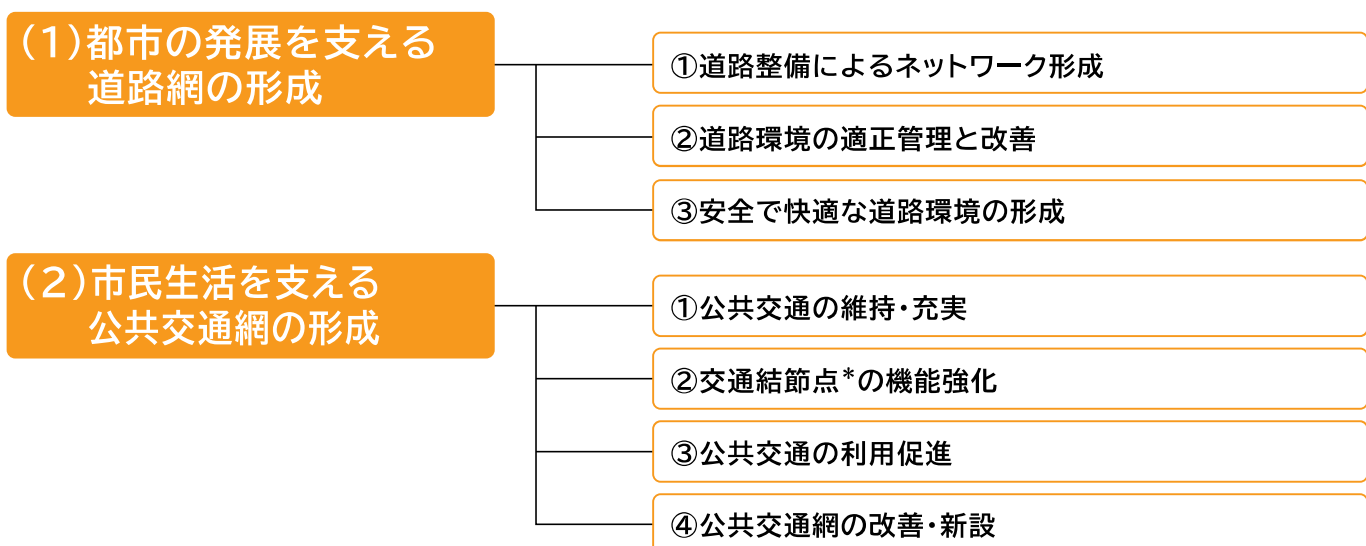 (1)都市の発展を支える
道路網の形成
①道路整備によるネットワーク形成
②道路環境の適正管理と改善
③安全で快適な道路環境の形成
(2)市民生活を支える
公共交通網の形成
①公共交通の維持・充実
②交通結節点*の機能強化
③公共交通の利用促進
④公共交通網の改善・新設